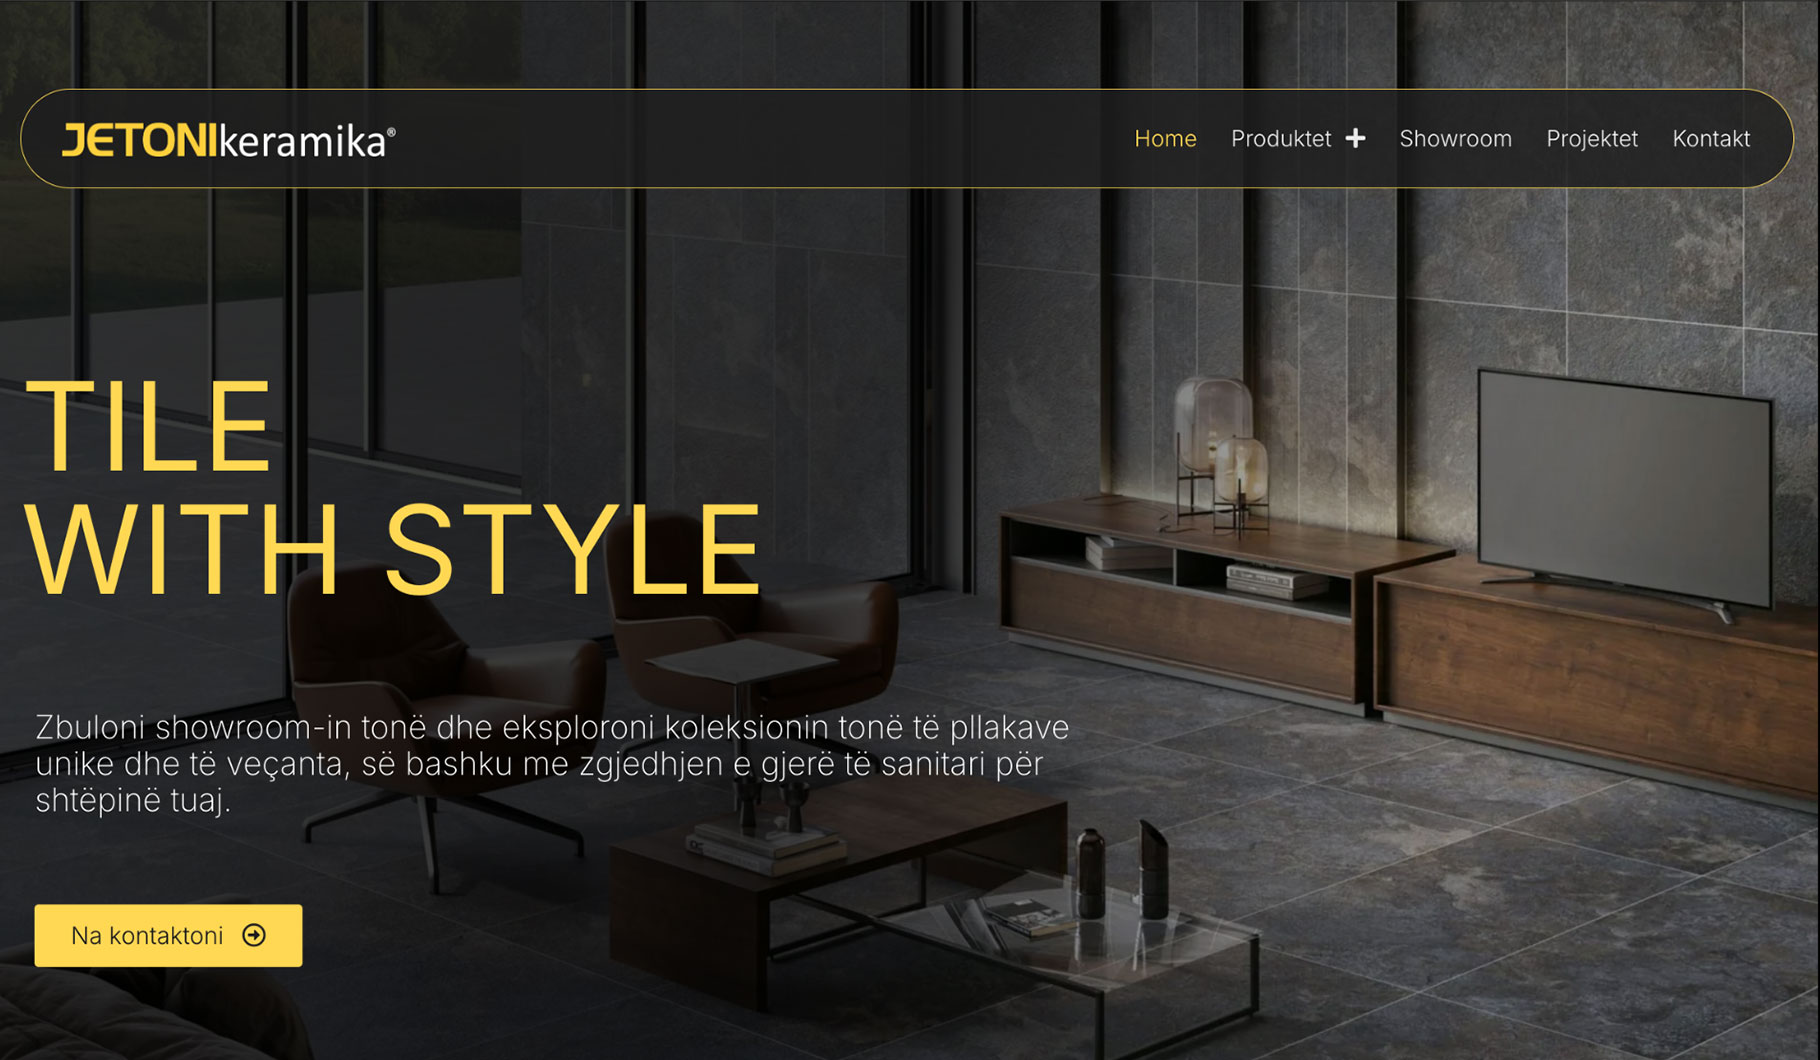 JETONIkeramika®
Home Produktet Showroom Projektet Kontakt
TILE
WITH STYLE
Zbuloni showroom-in tonë dhe eksploroni koleksionin tonë të pllakave
unike dhe të veçanta, së bashku me zgjedhjen e gjerë të sanitari për
shtëpinë tuaj.
Na kontaktoni